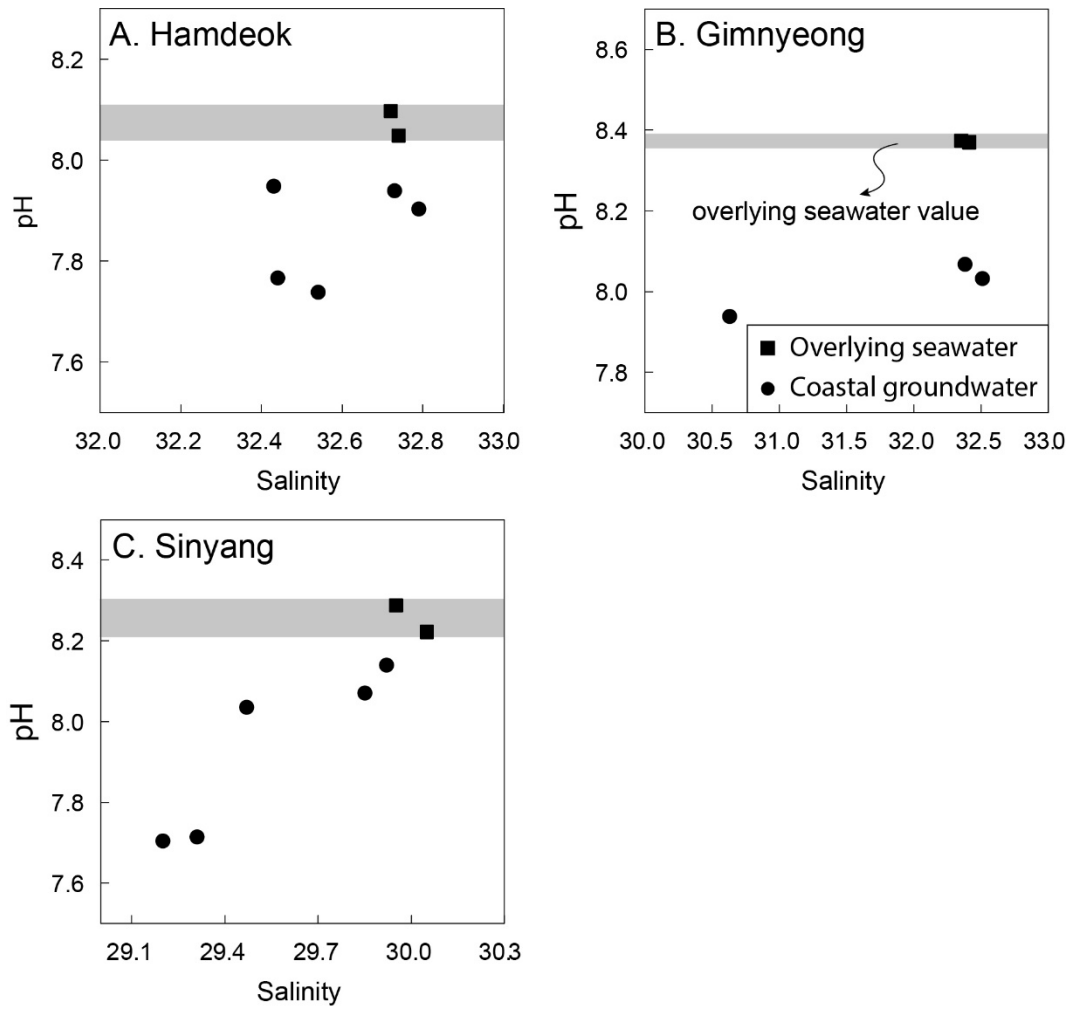 A. Hamdeok
8.2
8.0
7.8
7.6
pH
32.0 32.2 32.4 32.6 32.8 33.0
Salinity
B. Gimnyeong
8.6
8.4
8.2
8.0
7.8
pH
overlying seawater value
Overlying seawater
Coastal groundwater
30.0 30.5 31.0 31.5 32.0 32.5 33.0
Salinity
C. Sinyang
8.4
8.2
8.0
7.8
7.6
pH
29.1 29.4 29.7 30.0 30.3
Salinity